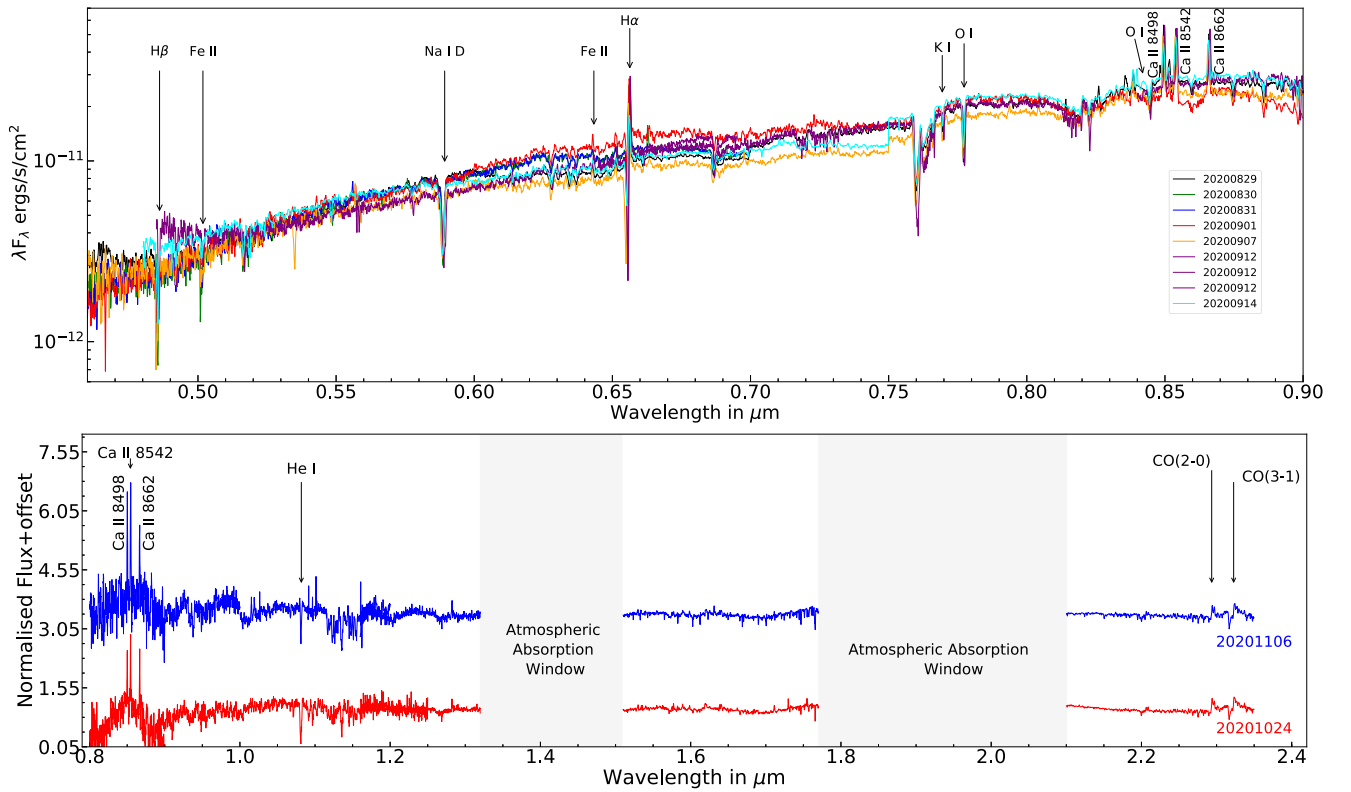 Hβ
Fe II
Na I D
Fe II
Hα
K I
O I
O I
Ca II 8498
Ca II 8542
Ca II 8662
λFλ ergs/s/cm²
10⁻¹¹
10⁻¹²
20200829
20200830
20200831
20200901
20200907
20200912
20200912
20200912
20200914
0.50
0.55
0.60
0.65
0.70
0.75
0.80
0.85
0.90
Wavelength in μm
Normalised Flux+offset
7.55
6.05
4.55
3.05
1.55
0.05
Ca II 8542
Ca II 8498
Ca II 8662
He I
CO(2-0)
CO(3-1)
Atmospheric
Absorption
Window
Atmospheric Absorption
Window
20201106
20201024
0.8
1.0
1.2
1.4
1.6
1.8
2.0
2.2
2.4
Wavelength in μm